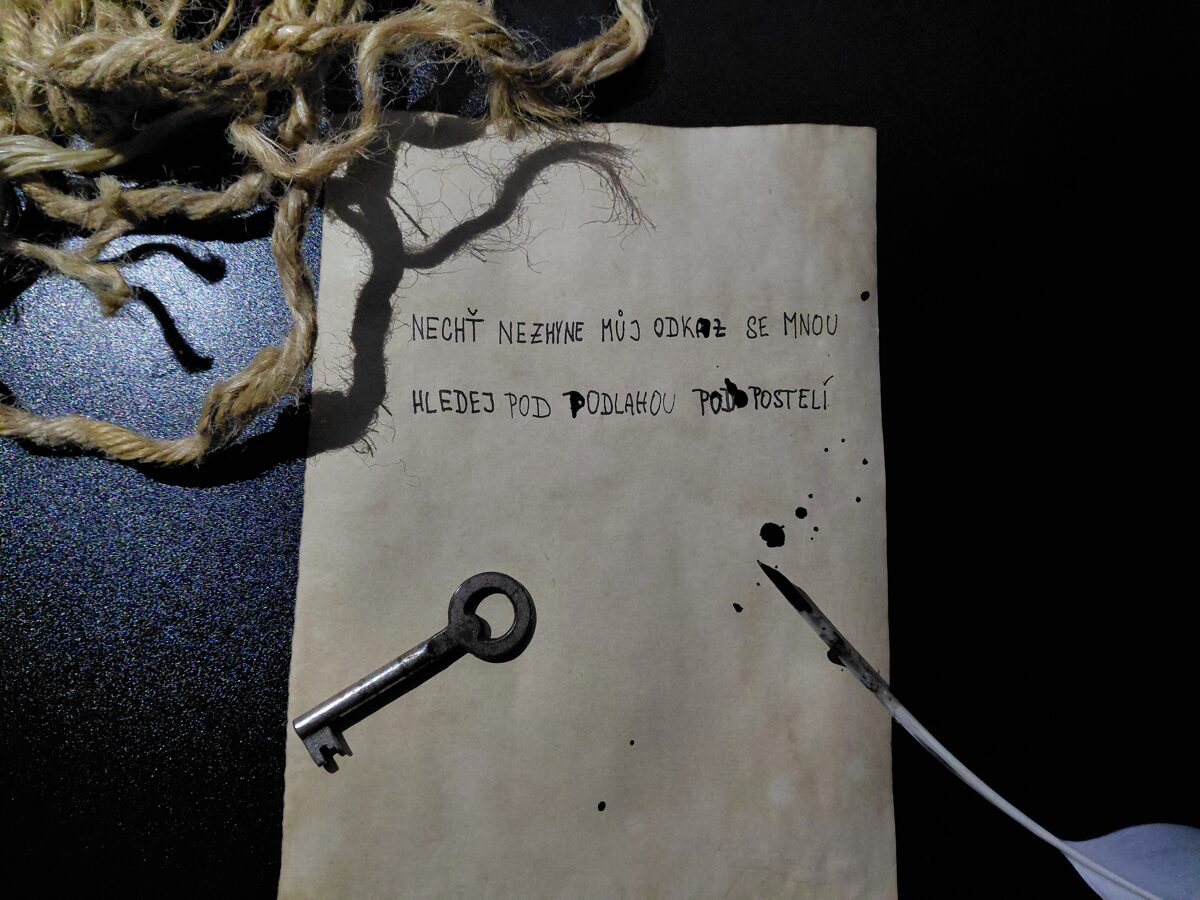 NECHŤ NEZHYNE MŮJ ODKAZ SE MNOU
HLEDEJ POD PODLAHOU POD POSTELÍ